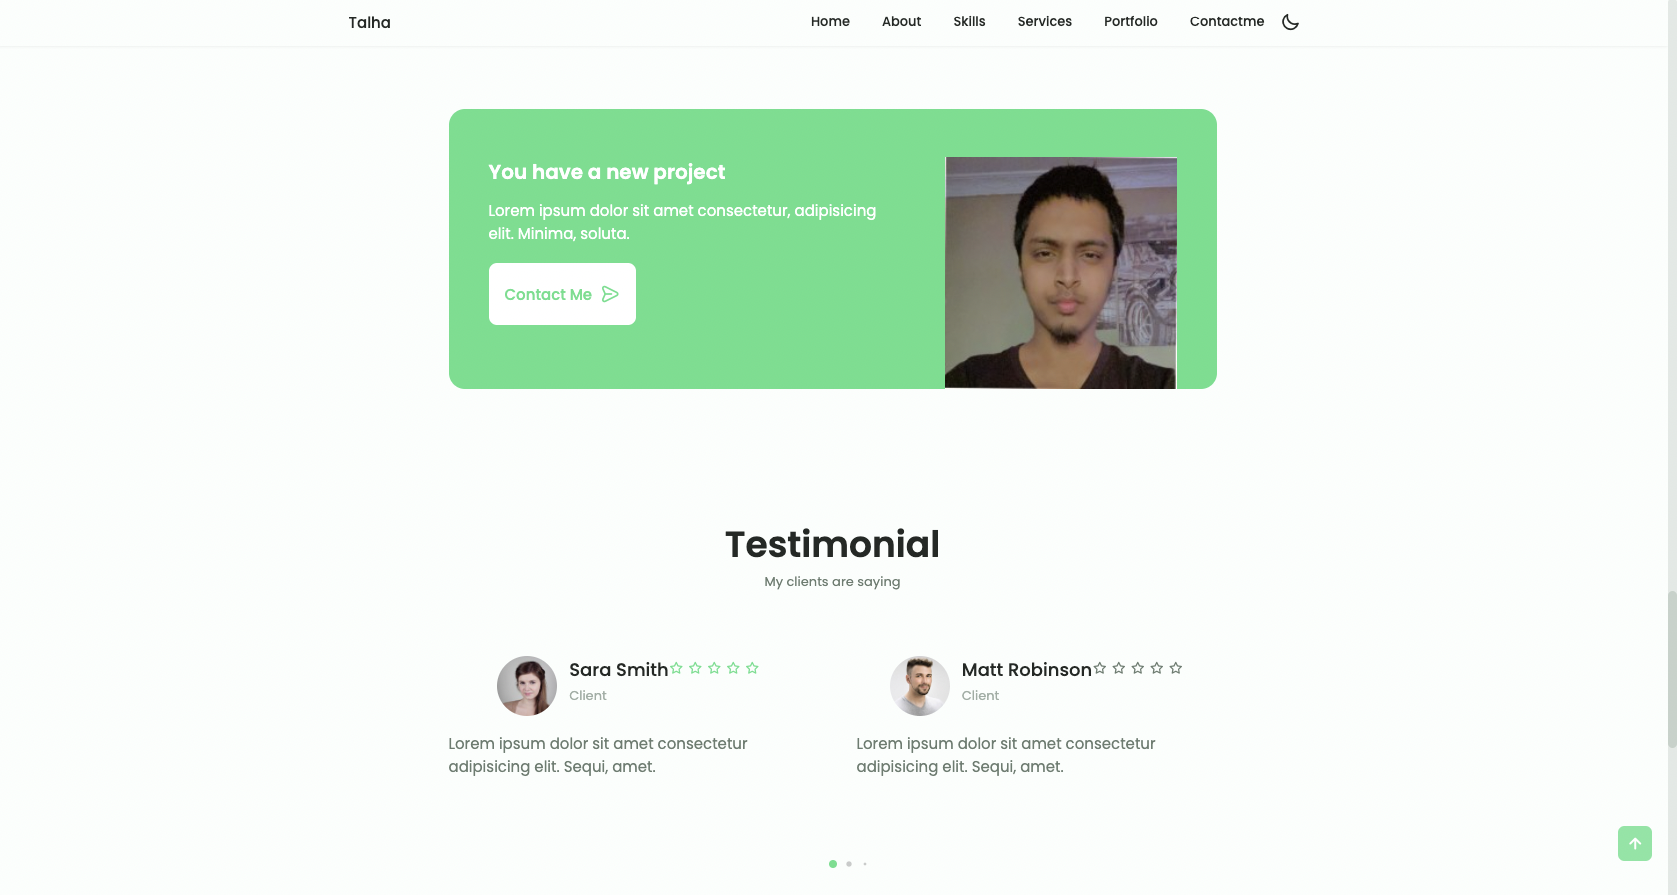 Talha
Home About Skills Services Portfolio Contactme
You have a new project
Lorem ipsum dolor sit amet consectetur, adipisicing
elit. Minima, soluta.
Contact Me
Testimonial
My clients are saying
Sara Smith
Client
Lorem ipsum dolor sit amet consectetur
adipisicing elit. Sequi, amet.
Matt Robinson
Client
Lorem ipsum dolor sit amet consectetur
adipisicing elit. Sequi, amet.